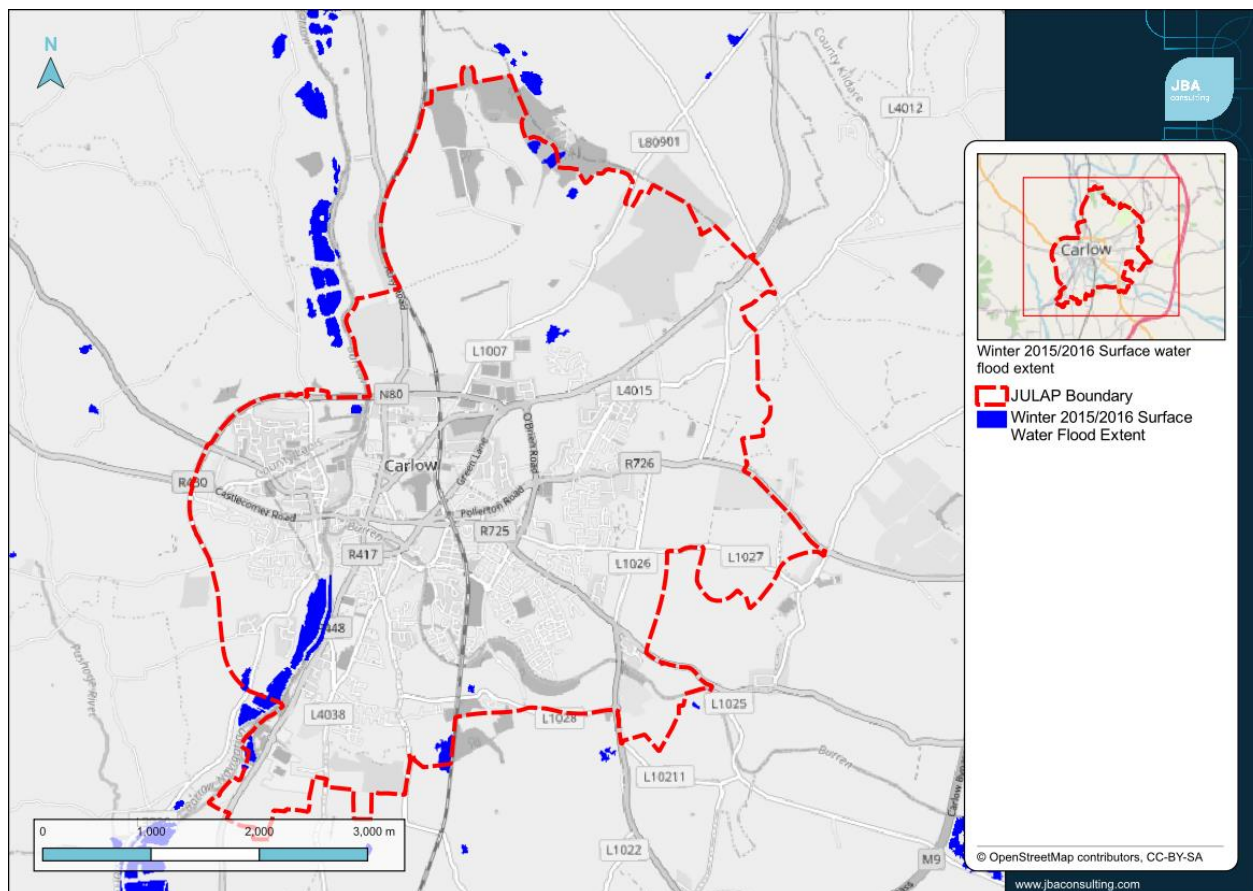 N
County Kildare
L4012
L80901
L1007
N80
L4015
O'Brien Road
Green Lane
Carlow
R726
R430
Castlecomer Road
Pollerton Road
Burren
R725
R417
L1026
L1027
L4038
L1028
L1025
L10211
Burren
L1022
M9
0 1,000 2,000 3,000 m
JBA
consulting
Carlow
Winter 2015/2016 Surface water
flood extent
JULAP Boundary
Winter 2015/2016 Surface
Water Flood Extent
© OpenStreetMap contributors, CC-BY-SA
www.jbaconsulting.com